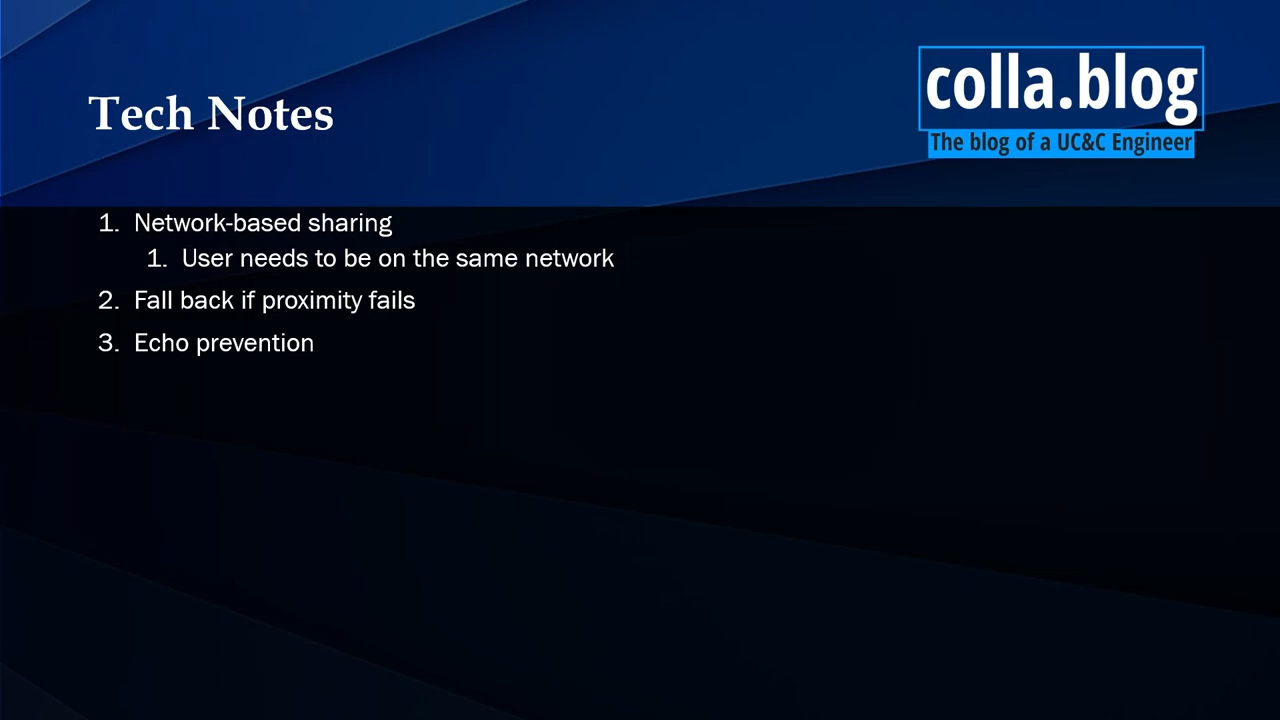 colla.blog
The blog of a UC&C Engineer
Tech Notes
1. Network-based sharing
1. User needs to be on the same network
2. Fall back if proximity fails
3. Echo prevention